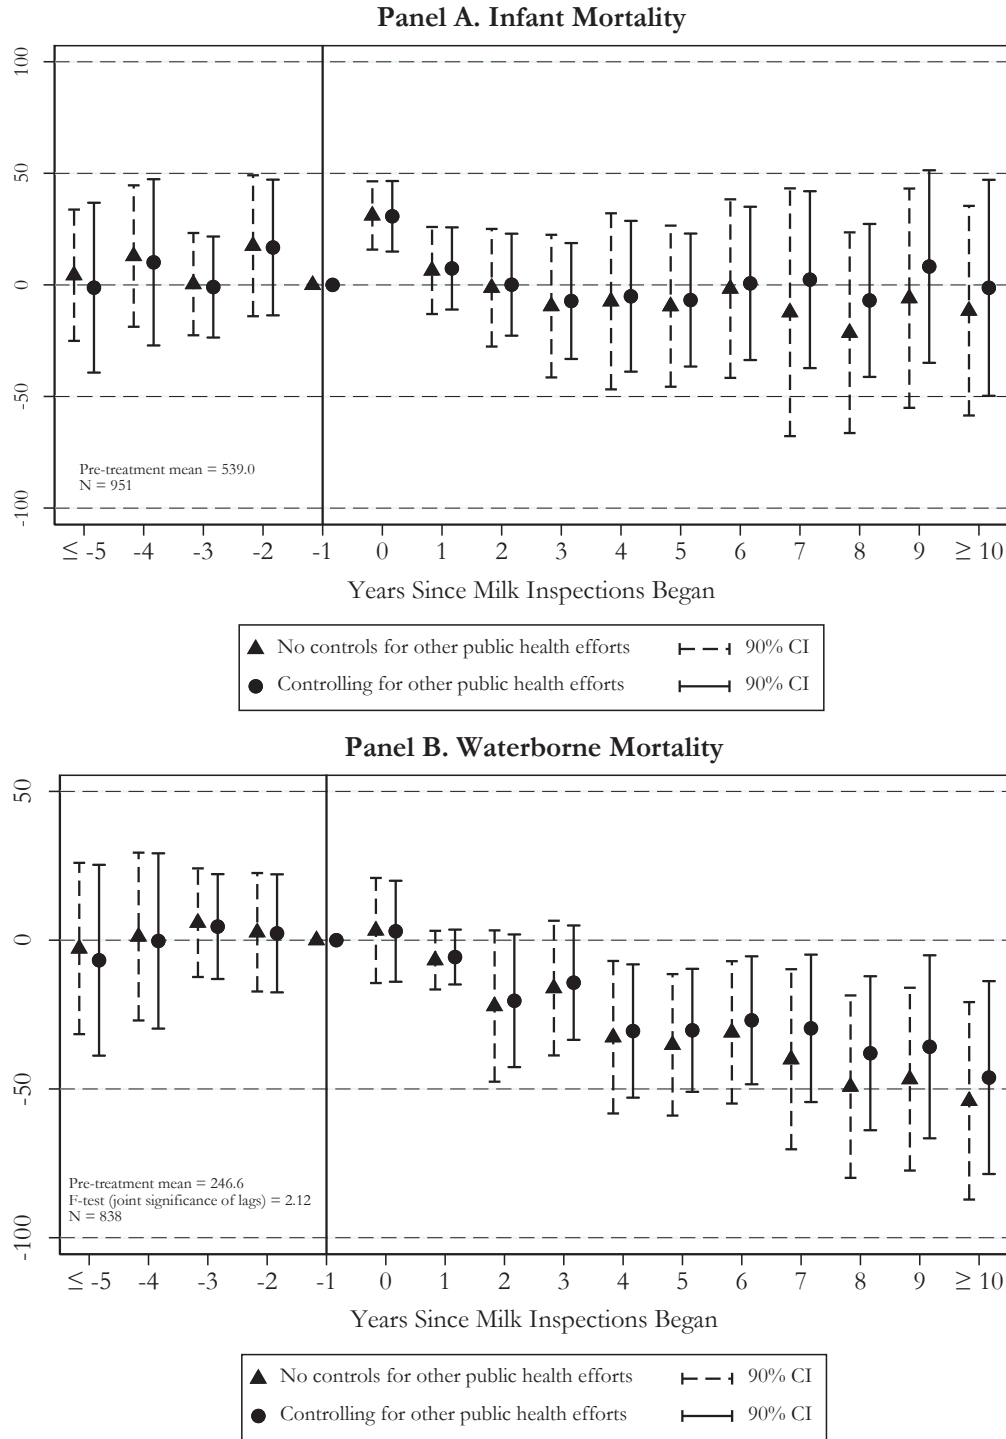 Panel A. Infant Mortality
100
50
0
-50
-100
Pre-treatment mean = 539.0
N = 951
≤ -5 -4 -3 -2 -1 0 1 2 3 4 5 6 7 8 9 ≥ 10
Years Since Milk Inspections Began
No controls for other public health efforts 90% CI
Controlling for other public health efforts 90% CI
Panel B. Waterborne Mortality
50
0
-50
-100
Pre-treatment mean = 246.6
F-test (joint significance of lags) = 2.12
N = 838
≤ -5 -4 -3 -2 -1 0 1 2 3 4 5 6 7 8 9 ≥ 10
Years Since Milk Inspections Began
No controls for other public health efforts 90% CI
Controlling for other public health efforts 90% CI